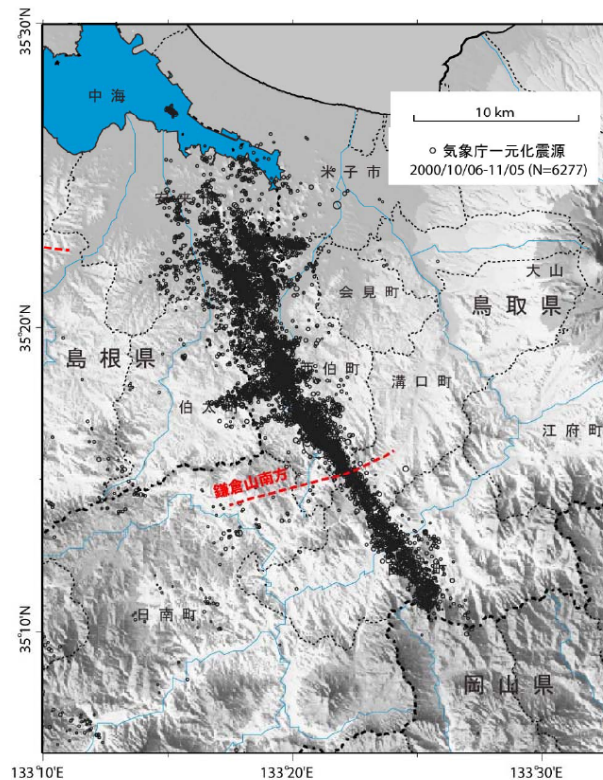 35°30'N
中海
10 km
気象庁一元化震源
2000/10/06-11/05 (N=6277)
米子市
大山
会見町
鳥取県
35°20'N
島根県
伯町
溝口町
伯太
江府町
鎌倉山南方
町
35°10'N
日南町
岡山県
133°10'E
133°20'E
133°30'E